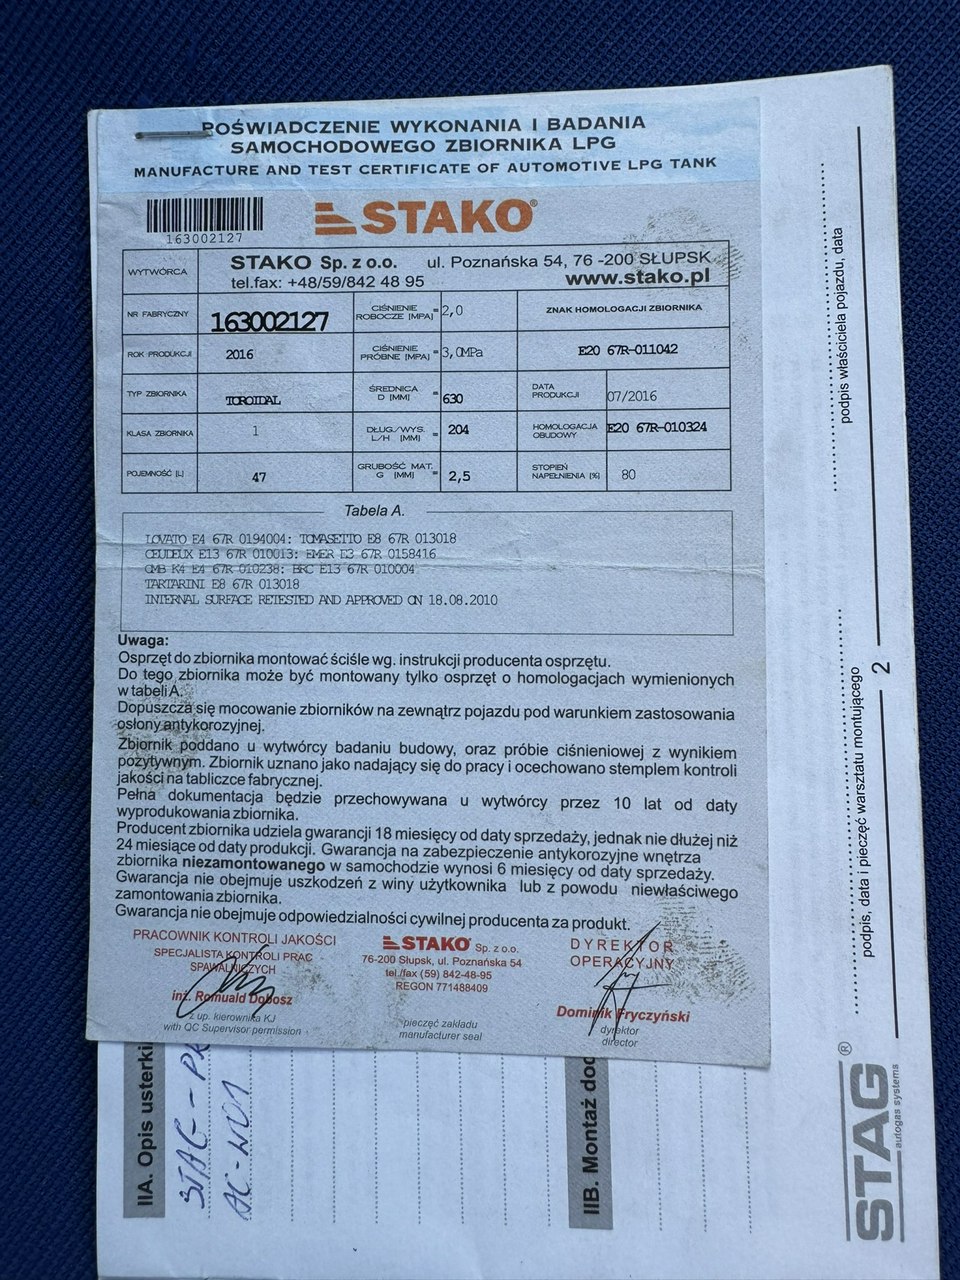 POŚWIADCZENIE WYKONANIA I BADANIA
SAMOCHODOWEGO ZBIORNIKA LPG
MANUFACTURE AND TEST CERTIFICATE OF AUTOMOTIVE LPG TANK
163002127
STAKO®
WYTWÓRCA
STAKO Sp. z o.o. ul. Poznańska 54, 76 -200 SŁUPSK
tel.fax: +48/59/842 48 95 www.stako.pl
NR FABRYCZNY 163002127 CIŚNIENIE ROBOCZE [MPA] = 2,0 ZNAK HOMOLOGACJI ZBIORNIKA
ROK PRODUKCJI 2016 CIŚNIENIE PRÓBNE [MPA] = 3,0MPa E20 67R-011042
TYP ZBIORNIKA TOROIDAL ŚREDNICA D [MM] = 630 DATA PRODUKCJI 07/2016
KLASA ZBIORNIKA 1 DŁUG./WYS. L/H [MM] = 204 HOMOLOGACJA OBUDOWY E20 67R-010324
POJEMNOŚĆ [L] 47 GRUBOŚĆ MAT. G [MM] = 2,5 STOPIEŃ NAPEŁNIENIA [%] 80
Tabela A.
LOVATO E4 67R 0194004: TOMASETTO E8 67R 013018
CEUDEUX E13 67R 010013: EMER E3 67R 0158416
GMB K4 E4 67R 010238: BRC E13 67R 010004
TARTARINI E8 67R 013018
INTERNAL SURFACE RETESTED AND APPROVED ON 18.08.2010
Uwaga:
Osprzęt do zbiornika montować ściśle wg. instrukcji producenta osprzętu.
Do tego zbiornika może być montowany tylko osprzęt o homologacjach wymienionych
w tabeli A.
Dopuszcza się mocowanie zbiorników na zewnątrz pojazdu pod warunkiem zastosowania
osłony antykorozyjnej.
Zbiornik poddano u wytwórcy badaniu budowy, oraz próbie ciśnieniowej z wynikiem
pozytywnym. Zbiornik uznano jako nadający się do pracy i ocechowano stemplem kontroli
jakości na tabliczce fabrycznej.
Pełna dokumentacja będzie przechowywana u wytwórcy przez 10 lat od daty
wyprodukowania zbiornika.
Producent zbiornika udziela gwarancji 18 miesięcy od daty sprzedaży, jednak nie dłużej niż
24 miesiące od daty produkcji. Gwarancja na zabezpieczenie antykorozyjne wnętrza
zbiornika niezamontowanego w samochodzie wynosi 6 miesięcy od daty sprzedaży.
Gwarancja nie obejmuje uszkodzeń z winy użytkownika lub z powodu niewłaściwego
zamontowania zbiornika.
Gwarancja nie obejmuje odpowiedzialności cywilnej producenta za produkt.
PRACOWNIK KONTROLI JAKOŚCI
SPECJALISTA KONTROLI PRAC
SPAWALNICZYCH
inż. Romuald Dobosz
z up. kierownika KJ
with QC Supervisor permission
STAKO® Sp. z o.o.
76-200 Słupsk, ul. Poznańska 54
tel./fax (59) 842-48-95
REGON 771488409
pieczęć zakładu
manufacturer seal
DYREKTOR
OPERACYJNY
Dominik Fryczyński
dyrektor
director
podpis właściciela pojazdu, data
podpis, data i pieczęć warsztatu montującego
2
STAG®
autogas systems
IIA. Opis usterki
STAG -
AC-W01
IIB. Montaż